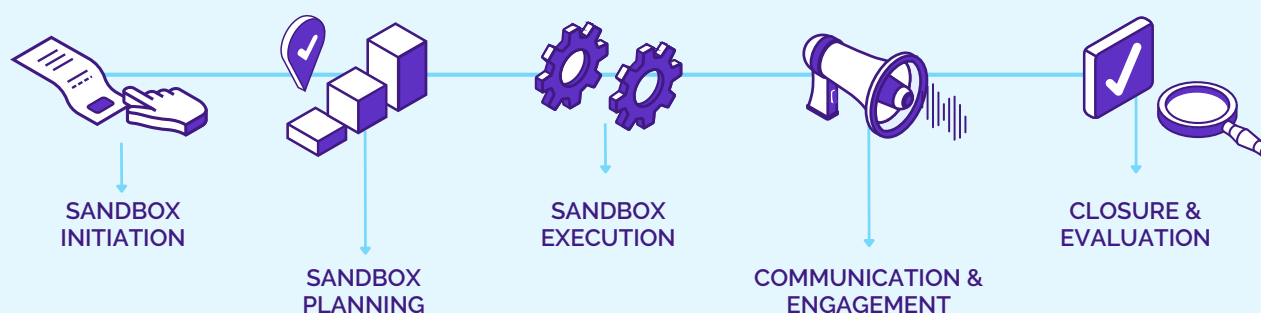 SANDBOX
INITIATION
SANDBOX
PLANNING
SANDBOX
EXECUTION
COMMUNICATION &
ENGAGEMENT
CLOSURE &
EVALUATION